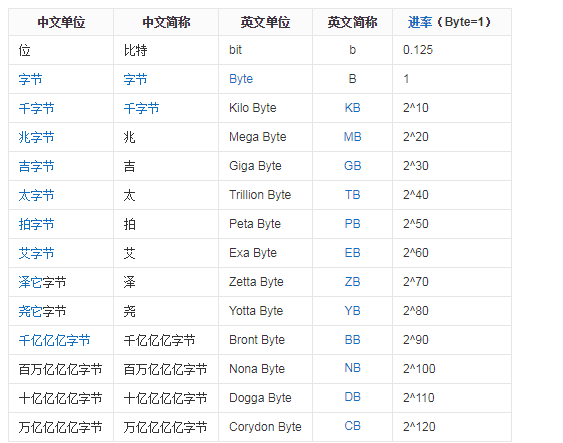 中文单位 中文简称 英文单位 英文简称 进率（Byte=1）
位 比特 bit b 0.125
字节 字节 Byte B 1
千字节 千字节 Kilo Byte KB 2^10
兆字节 兆 Mega Byte MB 2^20
吉字节 吉 Giga Byte GB 2^30
太字节 太 Trillion Byte TB 2^40
拍字节 拍 Peta Byte PB 2^50
艾字节 艾 Exa Byte EB 2^60
泽它字节 泽 Zetta Byte ZB 2^70
尧它字节 尧 Yotta Byte YB 2^80
千亿亿亿字节 千亿亿亿字节 Bront Byte BB 2^90
百万亿亿亿字节 百万亿亿亿字节 Nona Byte NB 2^100
十亿亿亿亿字节 十亿亿亿亿字节 Dogga Byte DB 2^110
万亿亿亿亿字节 万亿亿亿亿字节 Corydon Byte CB 2^120